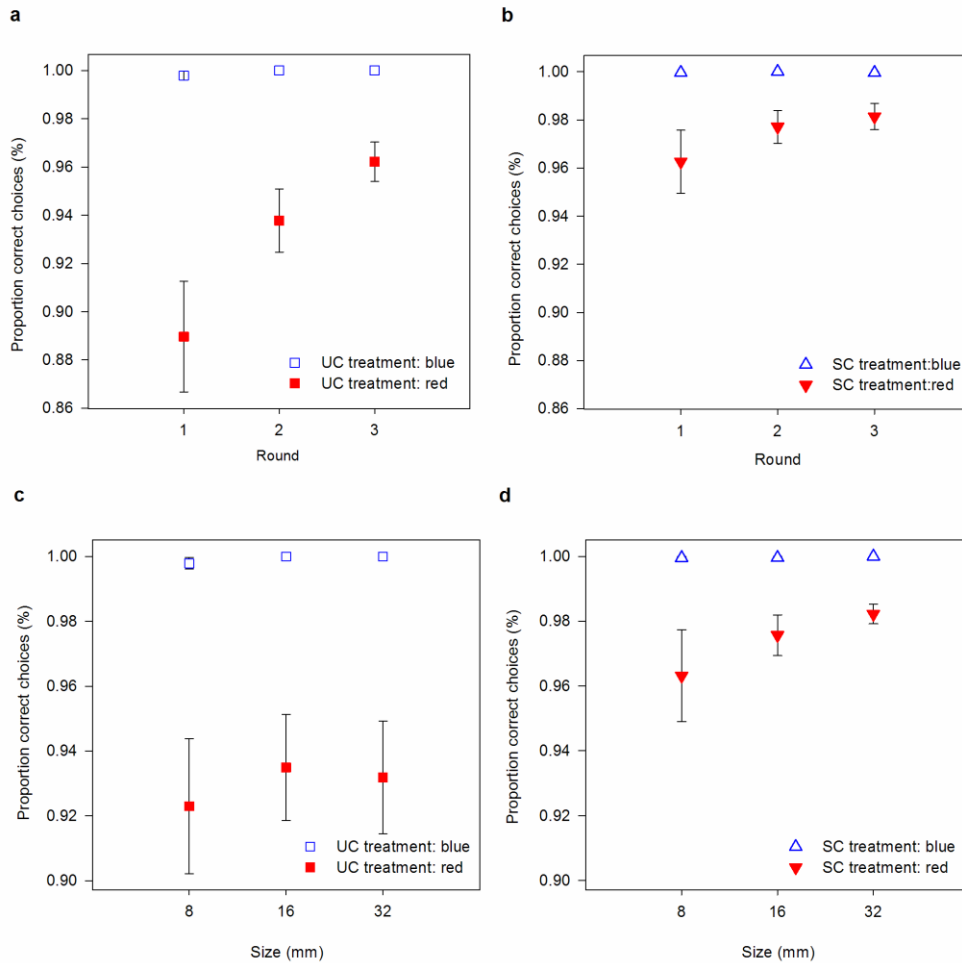 a
Proportion correct choices (%)
1.00
0.98
0.96
0.94
0.92
0.90
0.88
0.86
UC treatment: blue
UC treatment: red
1 2 3
Round
b
Proportion correct choices (%)
1.00
0.98
0.96
0.94
0.92
0.90
0.88
0.86
SC treatment:blue
SC treatment:red
1 2 3
Round
c
Proportion correct choices (%)
1.00
0.98
0.96
0.94
0.92
0.90
UC treatment: blue
UC treatment: red
8 16 32
Size (mm)
d
Proportion correct choices (%)
1.00
0.98
0.96
0.94
0.92
0.90
SC treatment: blue
SC treatment: red
8 16 32
Size (mm)